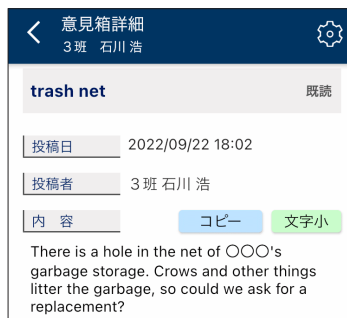 意見箱詳細
3班 石川 浩
trash net 既読
投稿日 2022/09/22 18:02
投稿者 3班 石川 浩
内 容 コピー 文字小
There is a hole in the net of 〇〇〇's
garbage storage. Crows and other things
litter the garbage, so could we ask for a
replacement?